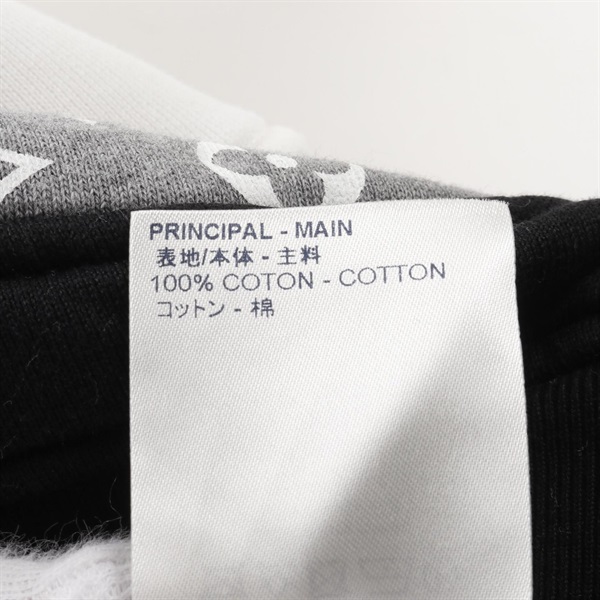 PRINCIPAL - MAIN
表地/本体 - 主料
100% COTON - COTTON
コットン - 棉